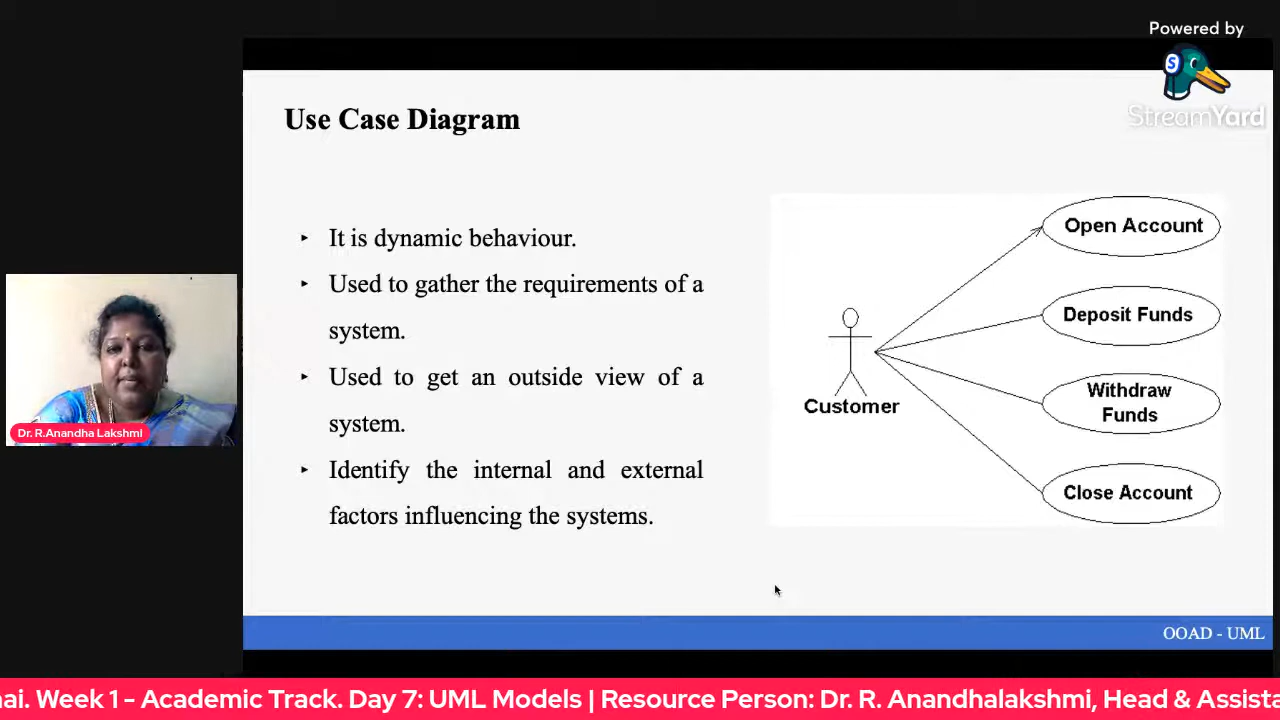 Powered by
S
StreamYard
Use Case Diagram
‣ It is dynamic behaviour.
‣ Used to gather the requirements of a
system.
‣ Used to get an outside view of a
system.
‣ Identify the internal and external
factors influencing the systems.
Open Account
Deposit Funds
Withdraw
Funds
Customer
Close Account
Dr. R.Anandha Lakshmi
OOAD - UML
ai. Week 1 - Academic Track. Day 7: UML Models | Resource Person: Dr. R. Anandhalakshmi, Head & Assista